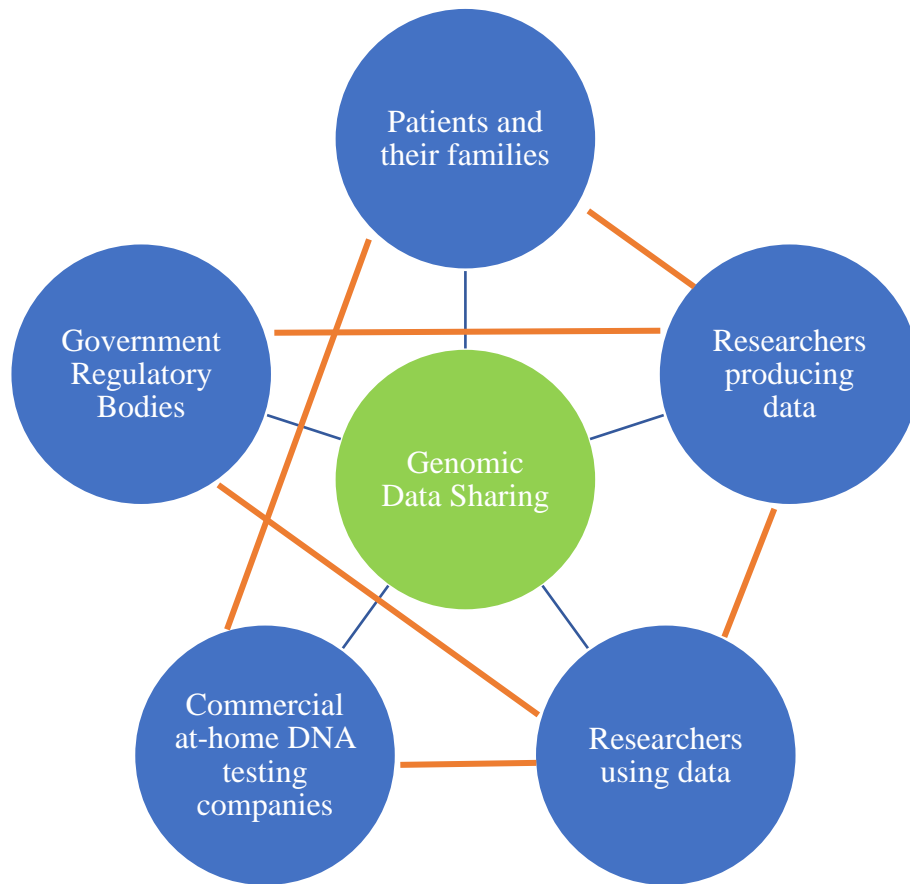 Patients and
their families
Government
Regulatory
Bodies
Researchers
producing
data
Genomic
Data Sharing
Commercial
at-home DNA
testing
companies
Researchers
using data